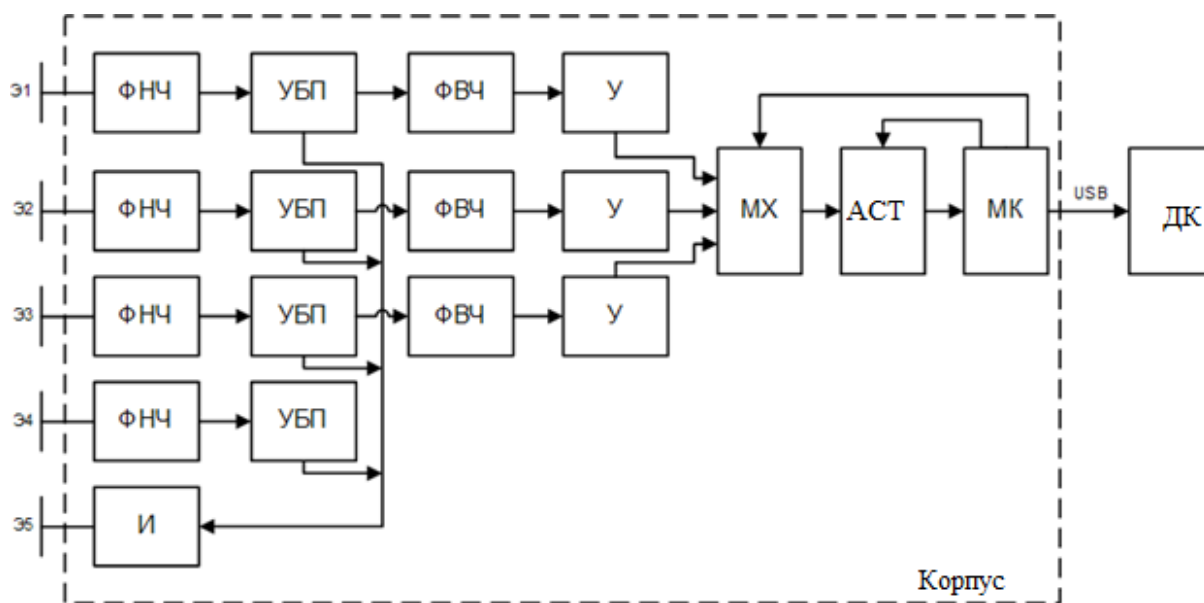 Э1 ФНЧ УБП ФВЧ У
Э2 ФНЧ УБП ФВЧ У МХ АСТ МК USB ДК
Э3 ФНЧ УБП ФВЧ У
Э4 ФНЧ УБП
Э5 И
Корпус